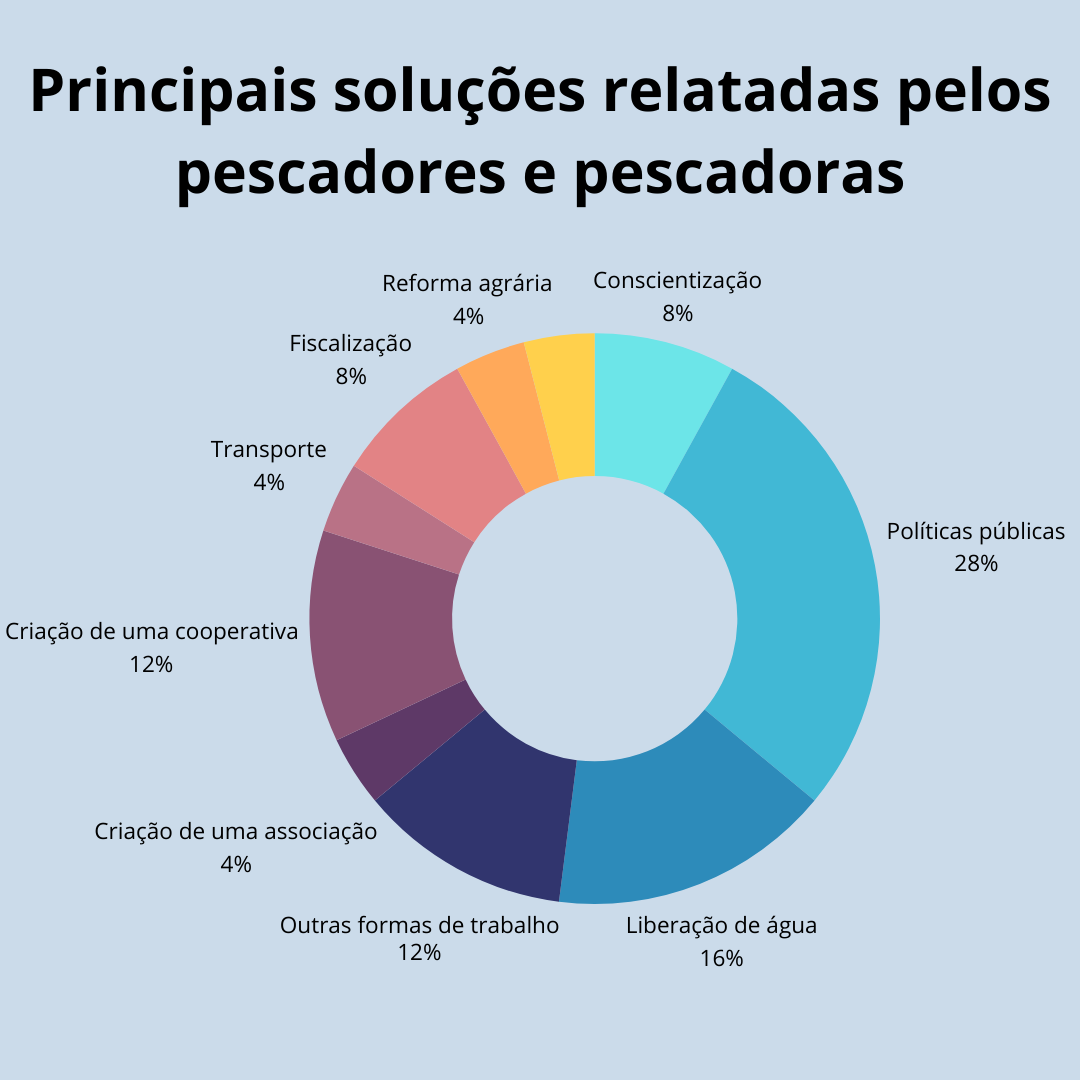 Principais soluções relatadas pelos
pescadores e pescadoras
Reforma agrária
4%
Conscientização
8%
Fiscalização
8%
Transporte
4%
Políticas públicas
28%
Criação de uma cooperativa
12%
Criação de uma associação
4%
Outras formas de trabalho
12%
Liberação de água
16%